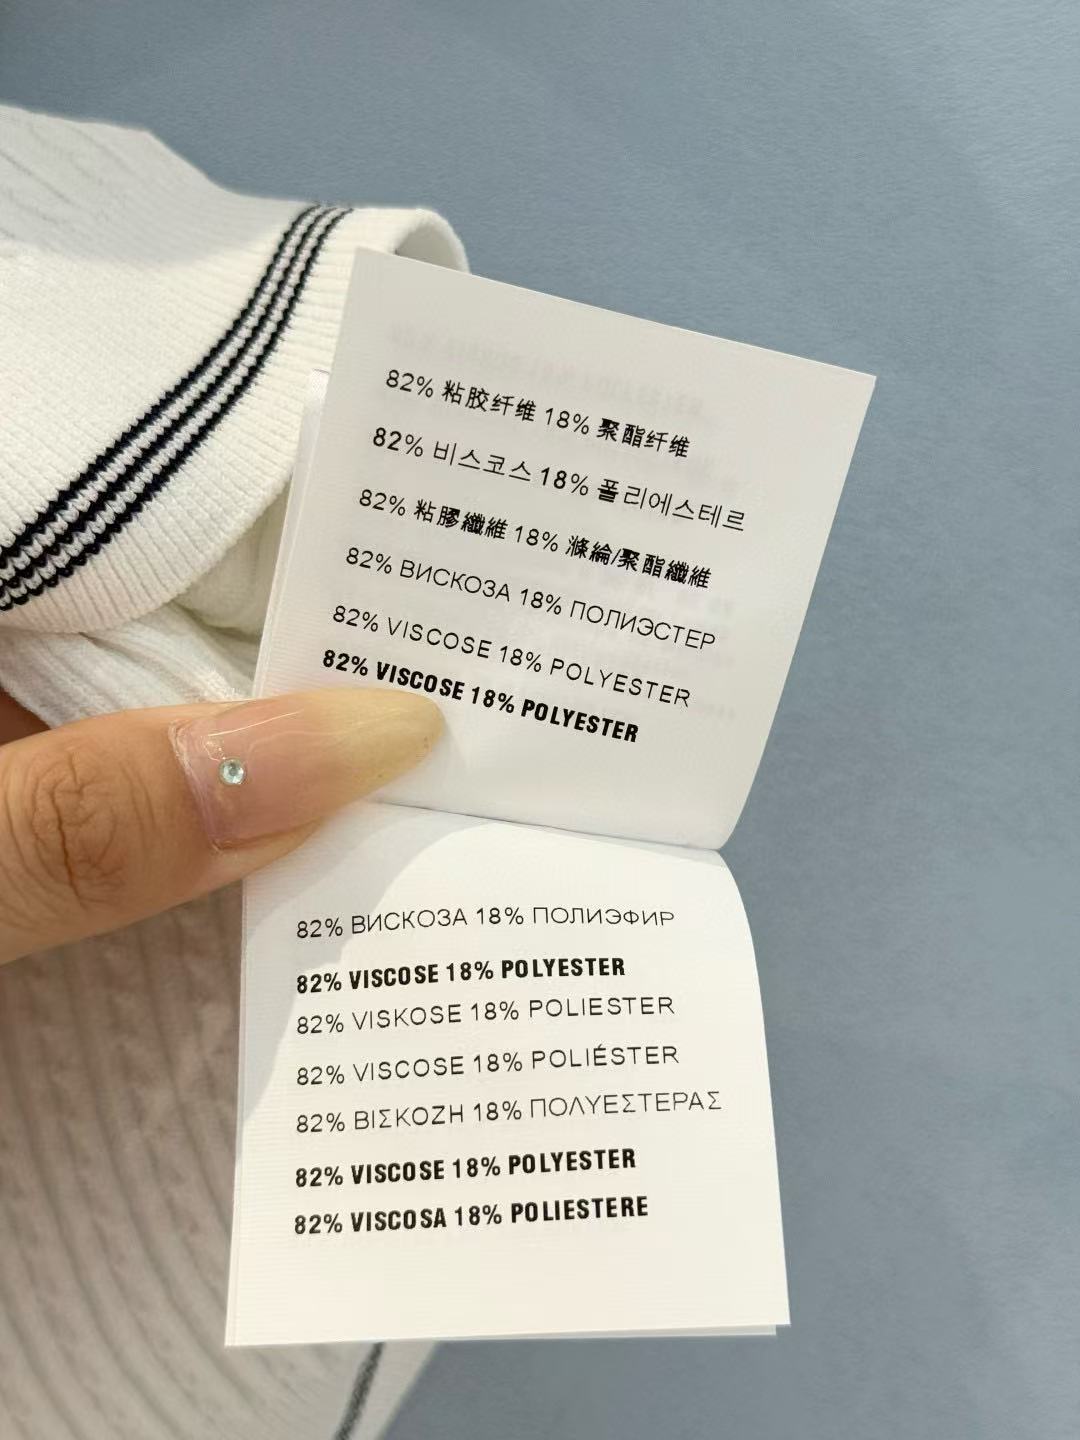 82% 粘胶纤维 18% 聚酯纤维
82% 비스코스 18% 폴리에스테르
82% 粘膠纖維 18% 滌綸/聚酯纖維
82% ВИСКОЗА 18% ПОЛИЭСТЕР
82% VISCOSE 18% POLYESTER
82% VISCOSE 18% POLYESTER
82% ВИСКОЗА 18% ПОЛИЭФИР
82% VISCOSE 18% POLYESTER
82% VISKOSE 18% POLIESTER
82% VISCOSE 18% POLIÉSTER
82% ΒΙΣΚΟΖΗ 18% ΠΟΛΥΕΣΤΕΡΑΣ
82% VISCOSE 18% POLYESTER
82% VISCOSA 18% POLIESTERE